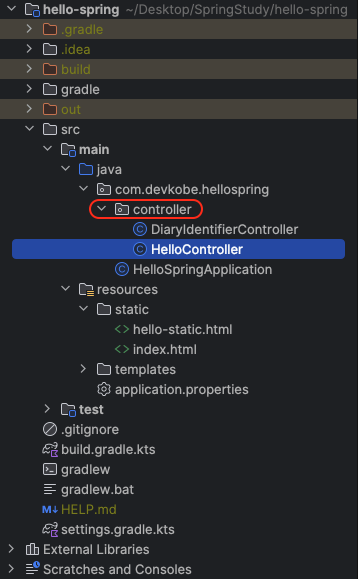 hello-spring ~/Desktop/SpringStudy/hello-spring
.gradle
.idea
build
gradle
out
src
main
java
com.devkobe.hellospring
controller
DiaryIdentifierController
HelloController
HelloSpringApplication
resources
static
hello-static.html
index.html
templates
application.properties
test
.gitignore
build.gradle.kts
gradlew
gradlew.bat
HELP.md
settings.gradle.kts
External Libraries
Scratches and Consoles